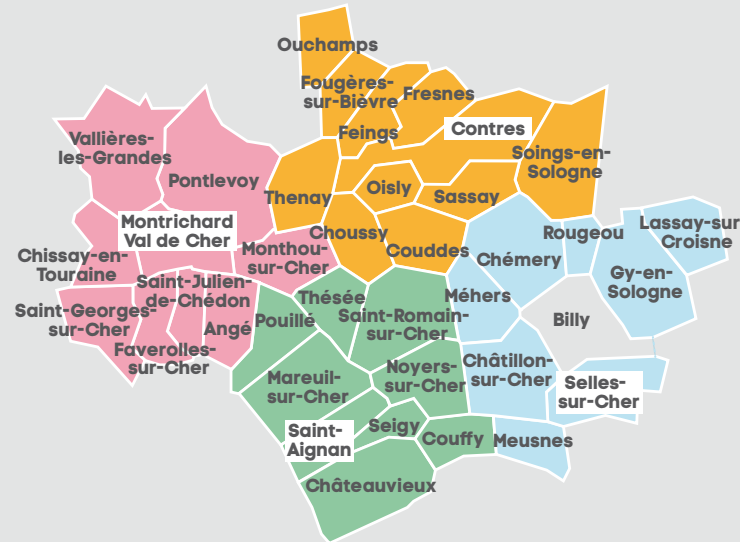 Ouchamps
Fougères-
sur-Bièvre
Fresnes
Feings
Contres
Soings-en-
Sologne
Vallières-
les-Grandes
Pontlevoy
Thenay
Oisly
Sassay
Montrichard
Val de Cher
Choussy
Couddes
Monthou-
sur-Cher
Chissay-en-
Touraine
Chémery
Rougeou
Lassay-sur
Croisne
Gy-en-
Sologne
Saint-Julien-
de-Chédon
Saint-Georges-
sur-Cher
Angé
Faverolles-
sur-Cher
Pouillé
Thésée
Saint-Romain-
sur-Cher
Méhers
Billy
Mareuil-
sur-Cher
Noyers-
sur-Cher
Châtillon-
sur-Cher
Selles-
sur-Cher
Saint-
Aignan
Seigy
Couffy
Meusnes
Châteauvieux